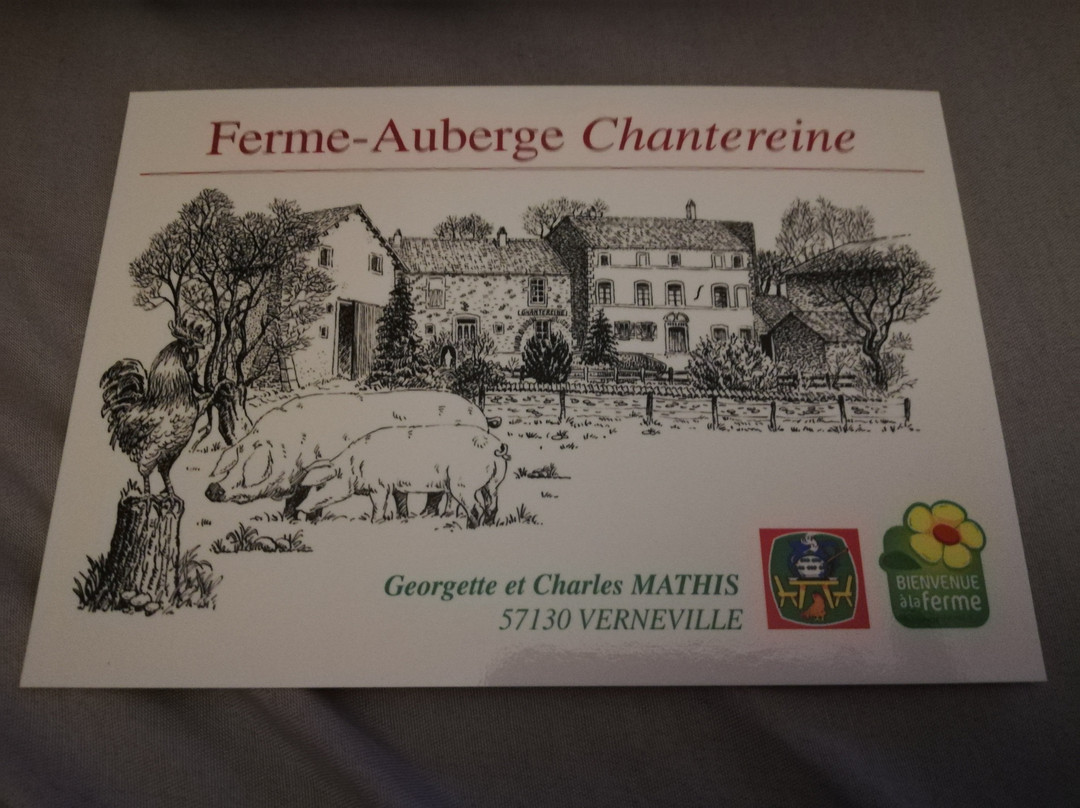 Ferme-Auberge Chantereine
CHANTEREINE
Georgette et Charles MATHIS
57130 VERNEVILLE
BIENVENUE
à la ferme